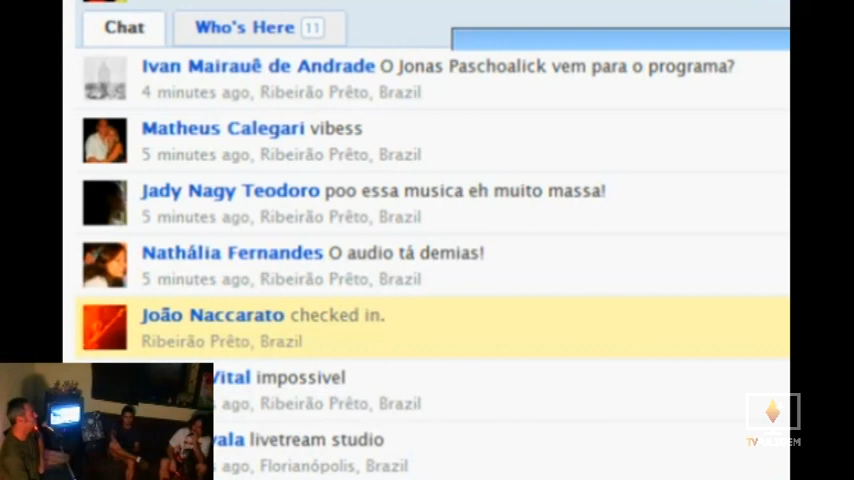 Chat Who's Here 11
Ivan Mairauê de Andrade O Jonas Paschoalick vem para o programa?
4 minutes ago, Ribeirão Prêto, Brazil
Matheus Calegari vibess
5 minutes ago, Ribeirão Prêto, Brazil
Jady Nagy Teodoro poo essa musica eh muito massa!
5 minutes ago, Ribeirão Prêto, Brazil
Nathália Fernandes O audio tá demias!
5 minutes ago, Ribeirão Prêto, Brazil
João Naccarato checked in.
Ribeirão Prêto, Brazil
Vital impossivel
ago, Ribeirão Prêto, Brazil
vala livetream studio
ago, Florianópolis, Brazil